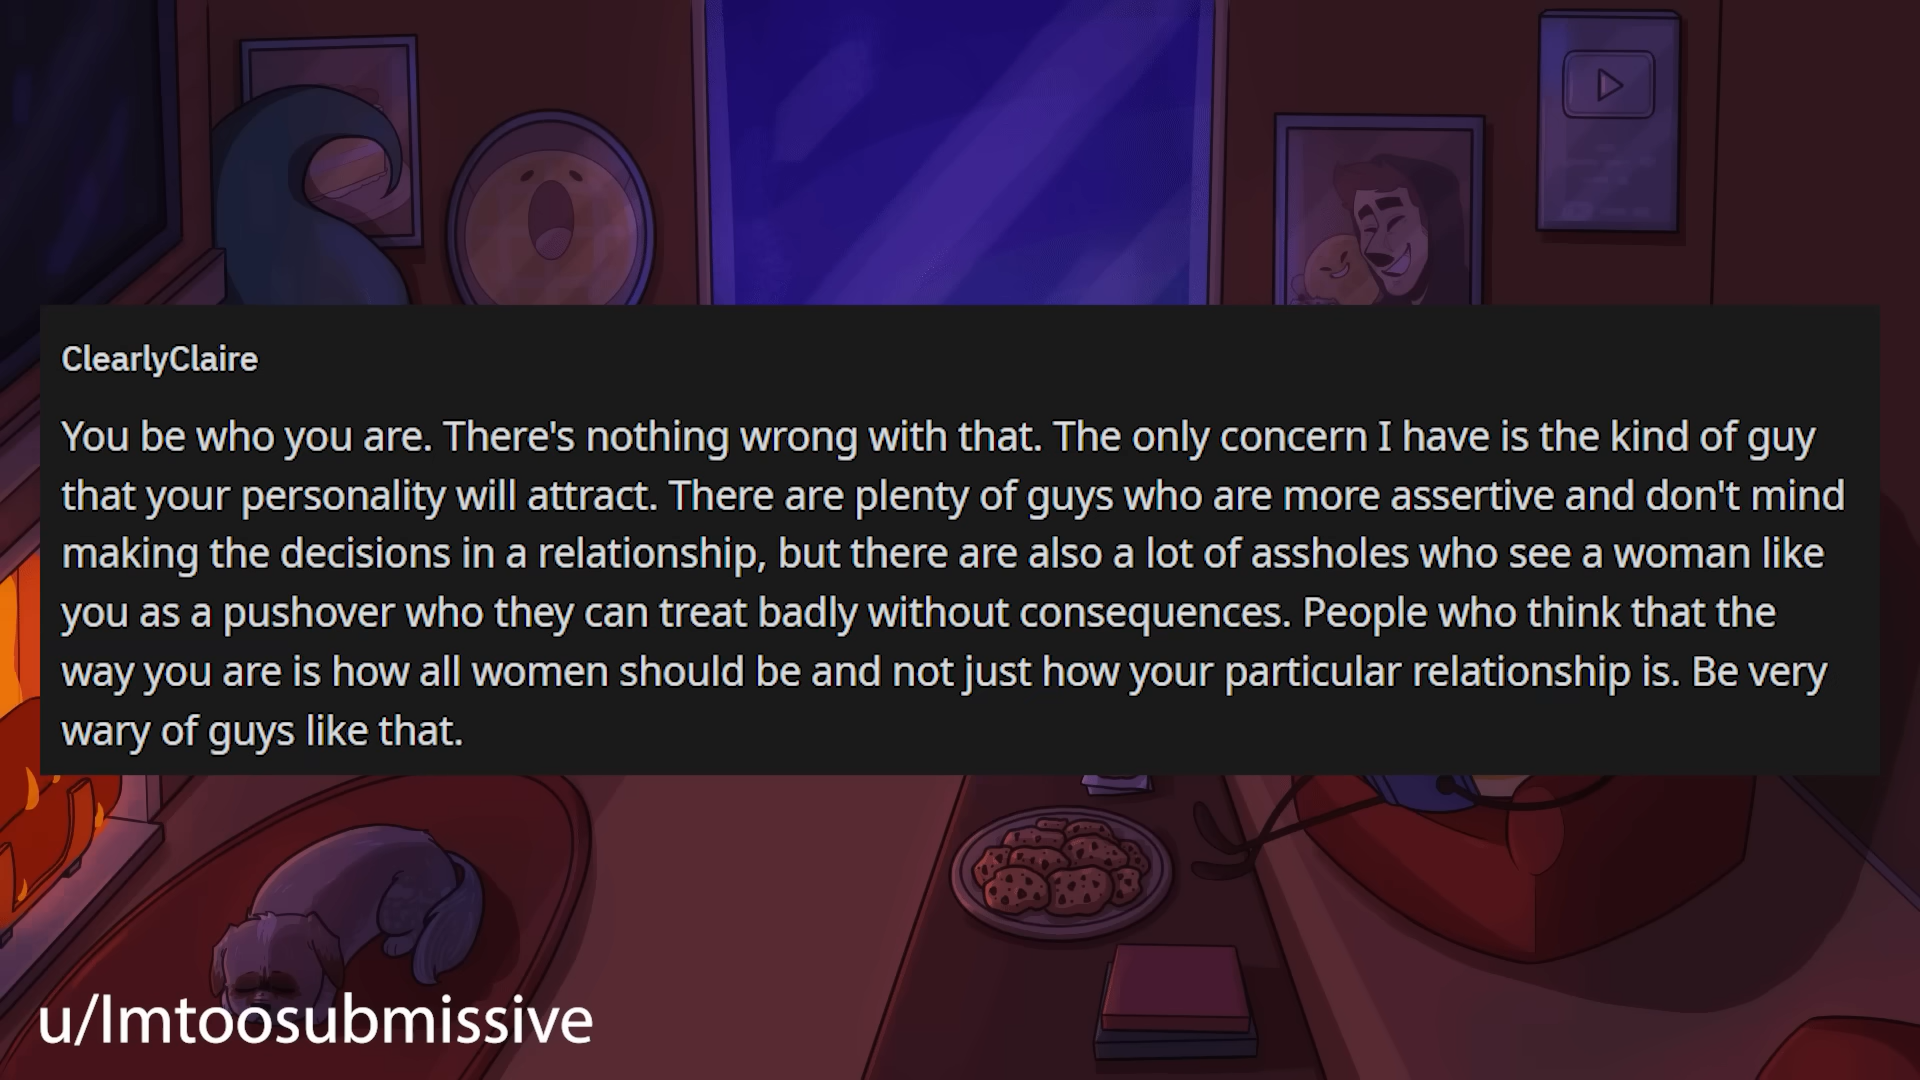 ClearlyClaire
You be who you are. There's nothing wrong with that. The only concern I have is the kind of guy
that your personality will attract. There are plenty of guys who are more assertive and don't mind
making the decisions in a relationship, but there are also a lot of assholes who see a woman like
you as a pushover who they can treat badly without consequences. People who think that the
way you are is how all women should be and not just how your particular relationship is. Be very
wary of guys like that.
u/Imtoosubmissive